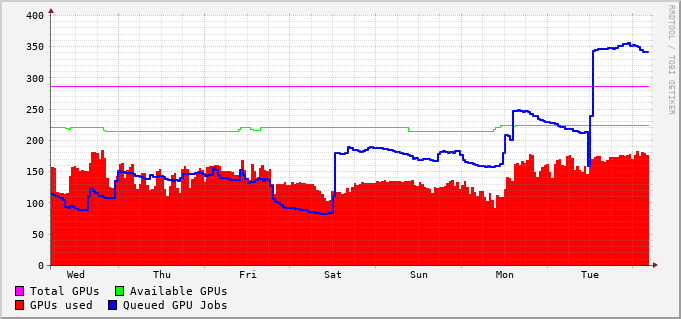 400
350
300
250
200
150
100
50
0
Wed Thu Fri Sat Sun Mon Tue
Total GPUs Available GPUs
GPUs used Queued GPU Jobs
RRDTOOL / TOBI OETIKER